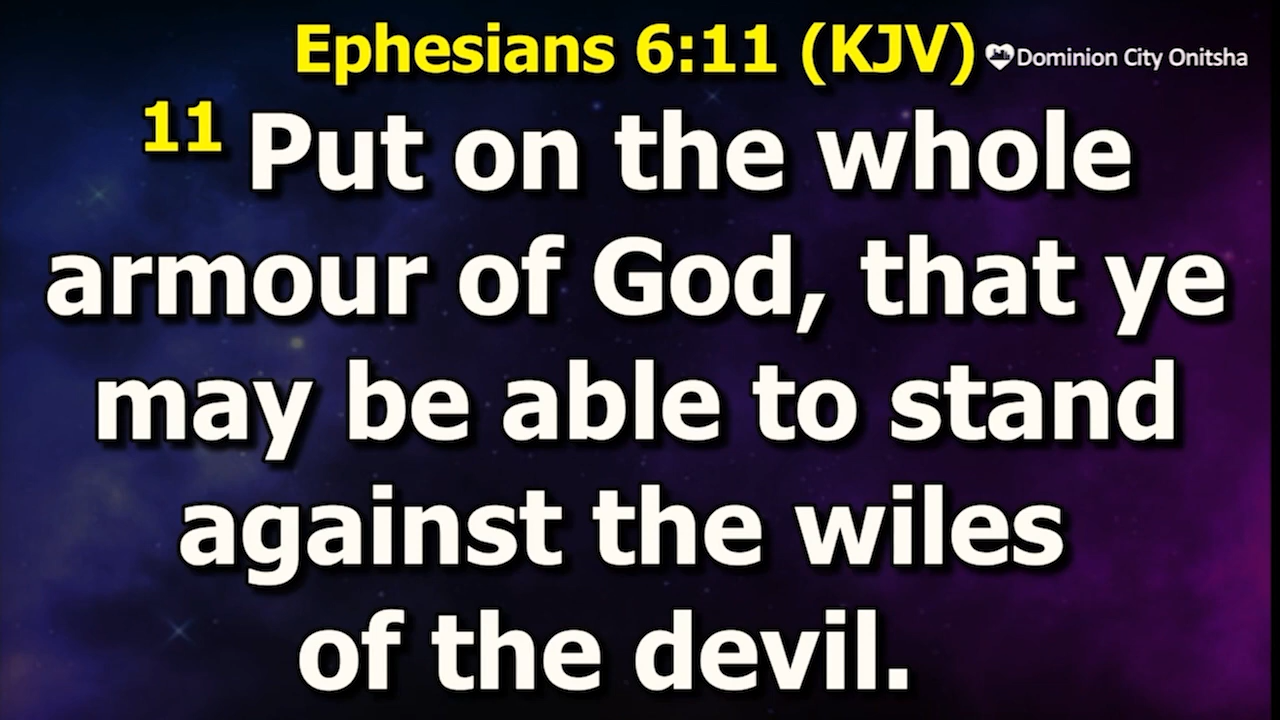 Ephesians 6:11 (KJV) Dominion City Onitsha
11 Put on the whole
armour of God, that ye
may be able to stand
against the wiles
of the devil.